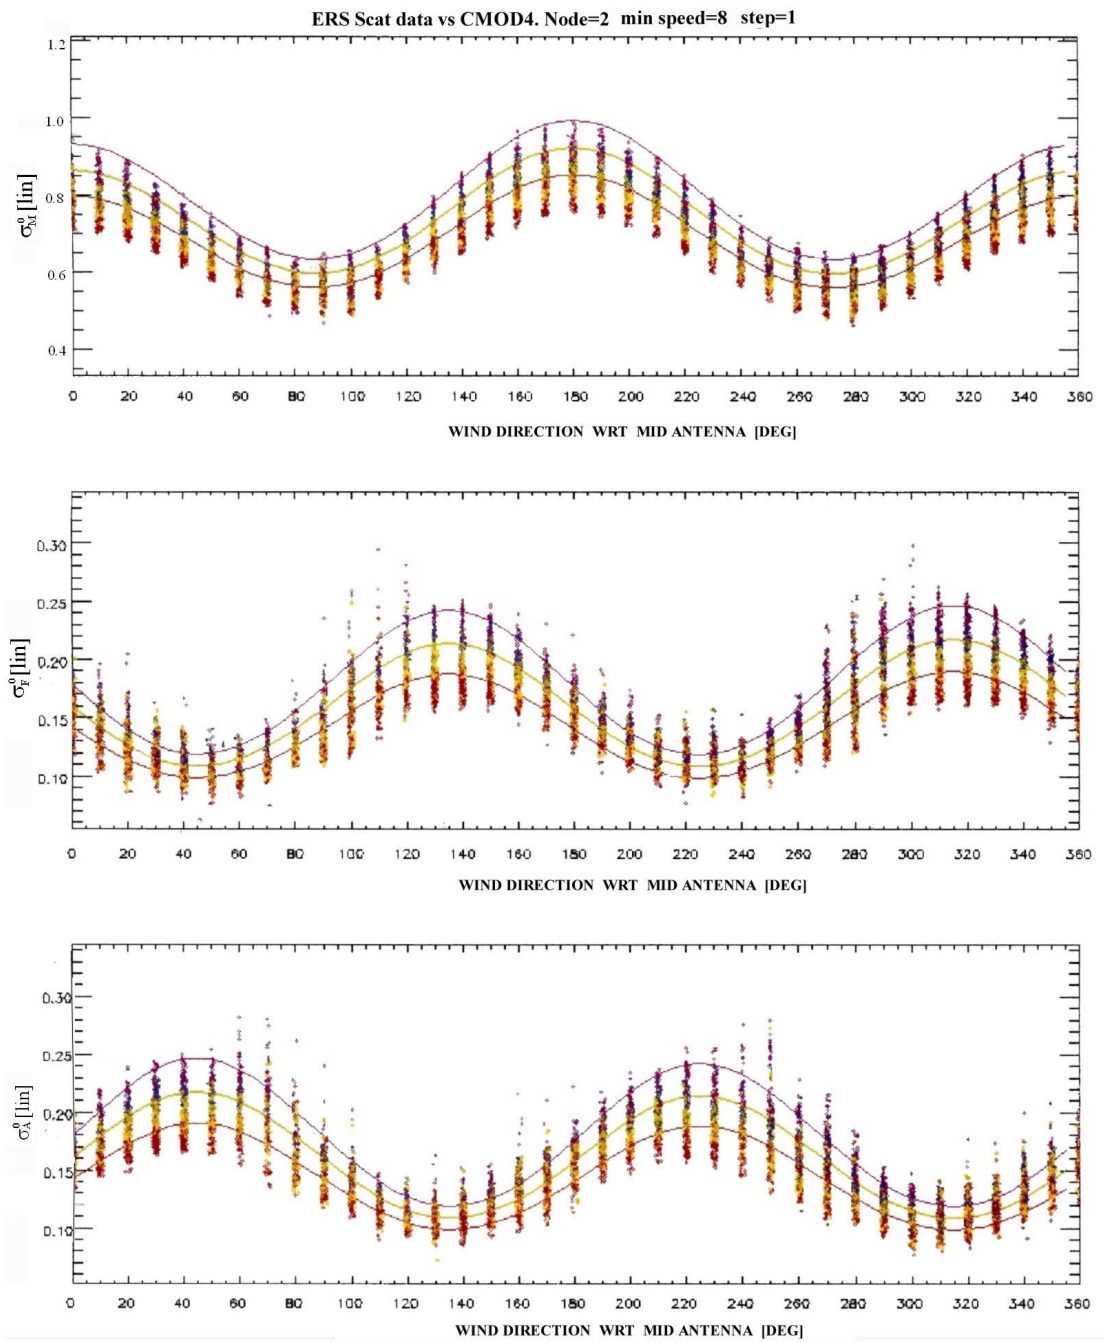 ERS Scat data vs CMOD4. Node=2 min speed=8 step=1
1.2
1.0
0.8
0.6
0.4
σ⁰M [lin]
0 20 40 60 80 100 120 140 160 180 200 220 240 260 280 300 320 340 360
WIND DIRECTION WRT MID ANTENNA [DEG]
0.30
0.25
0.20
0.15
0.10
σ⁰F [lin]
0 20 40 60 80 100 120 140 160 180 200 220 240 260 280 300 320 340 360
WIND DIRECTION WRT MID ANTENNA [DEG]
0.30
0.25
0.20
0.15
0.10
σ⁰A [lin]
0 20 40 60 80 100 120 140 160 180 200 220 240 260 280 300 320 340 360
WIND DIRECTION WRT MID ANTENNA [DEG]